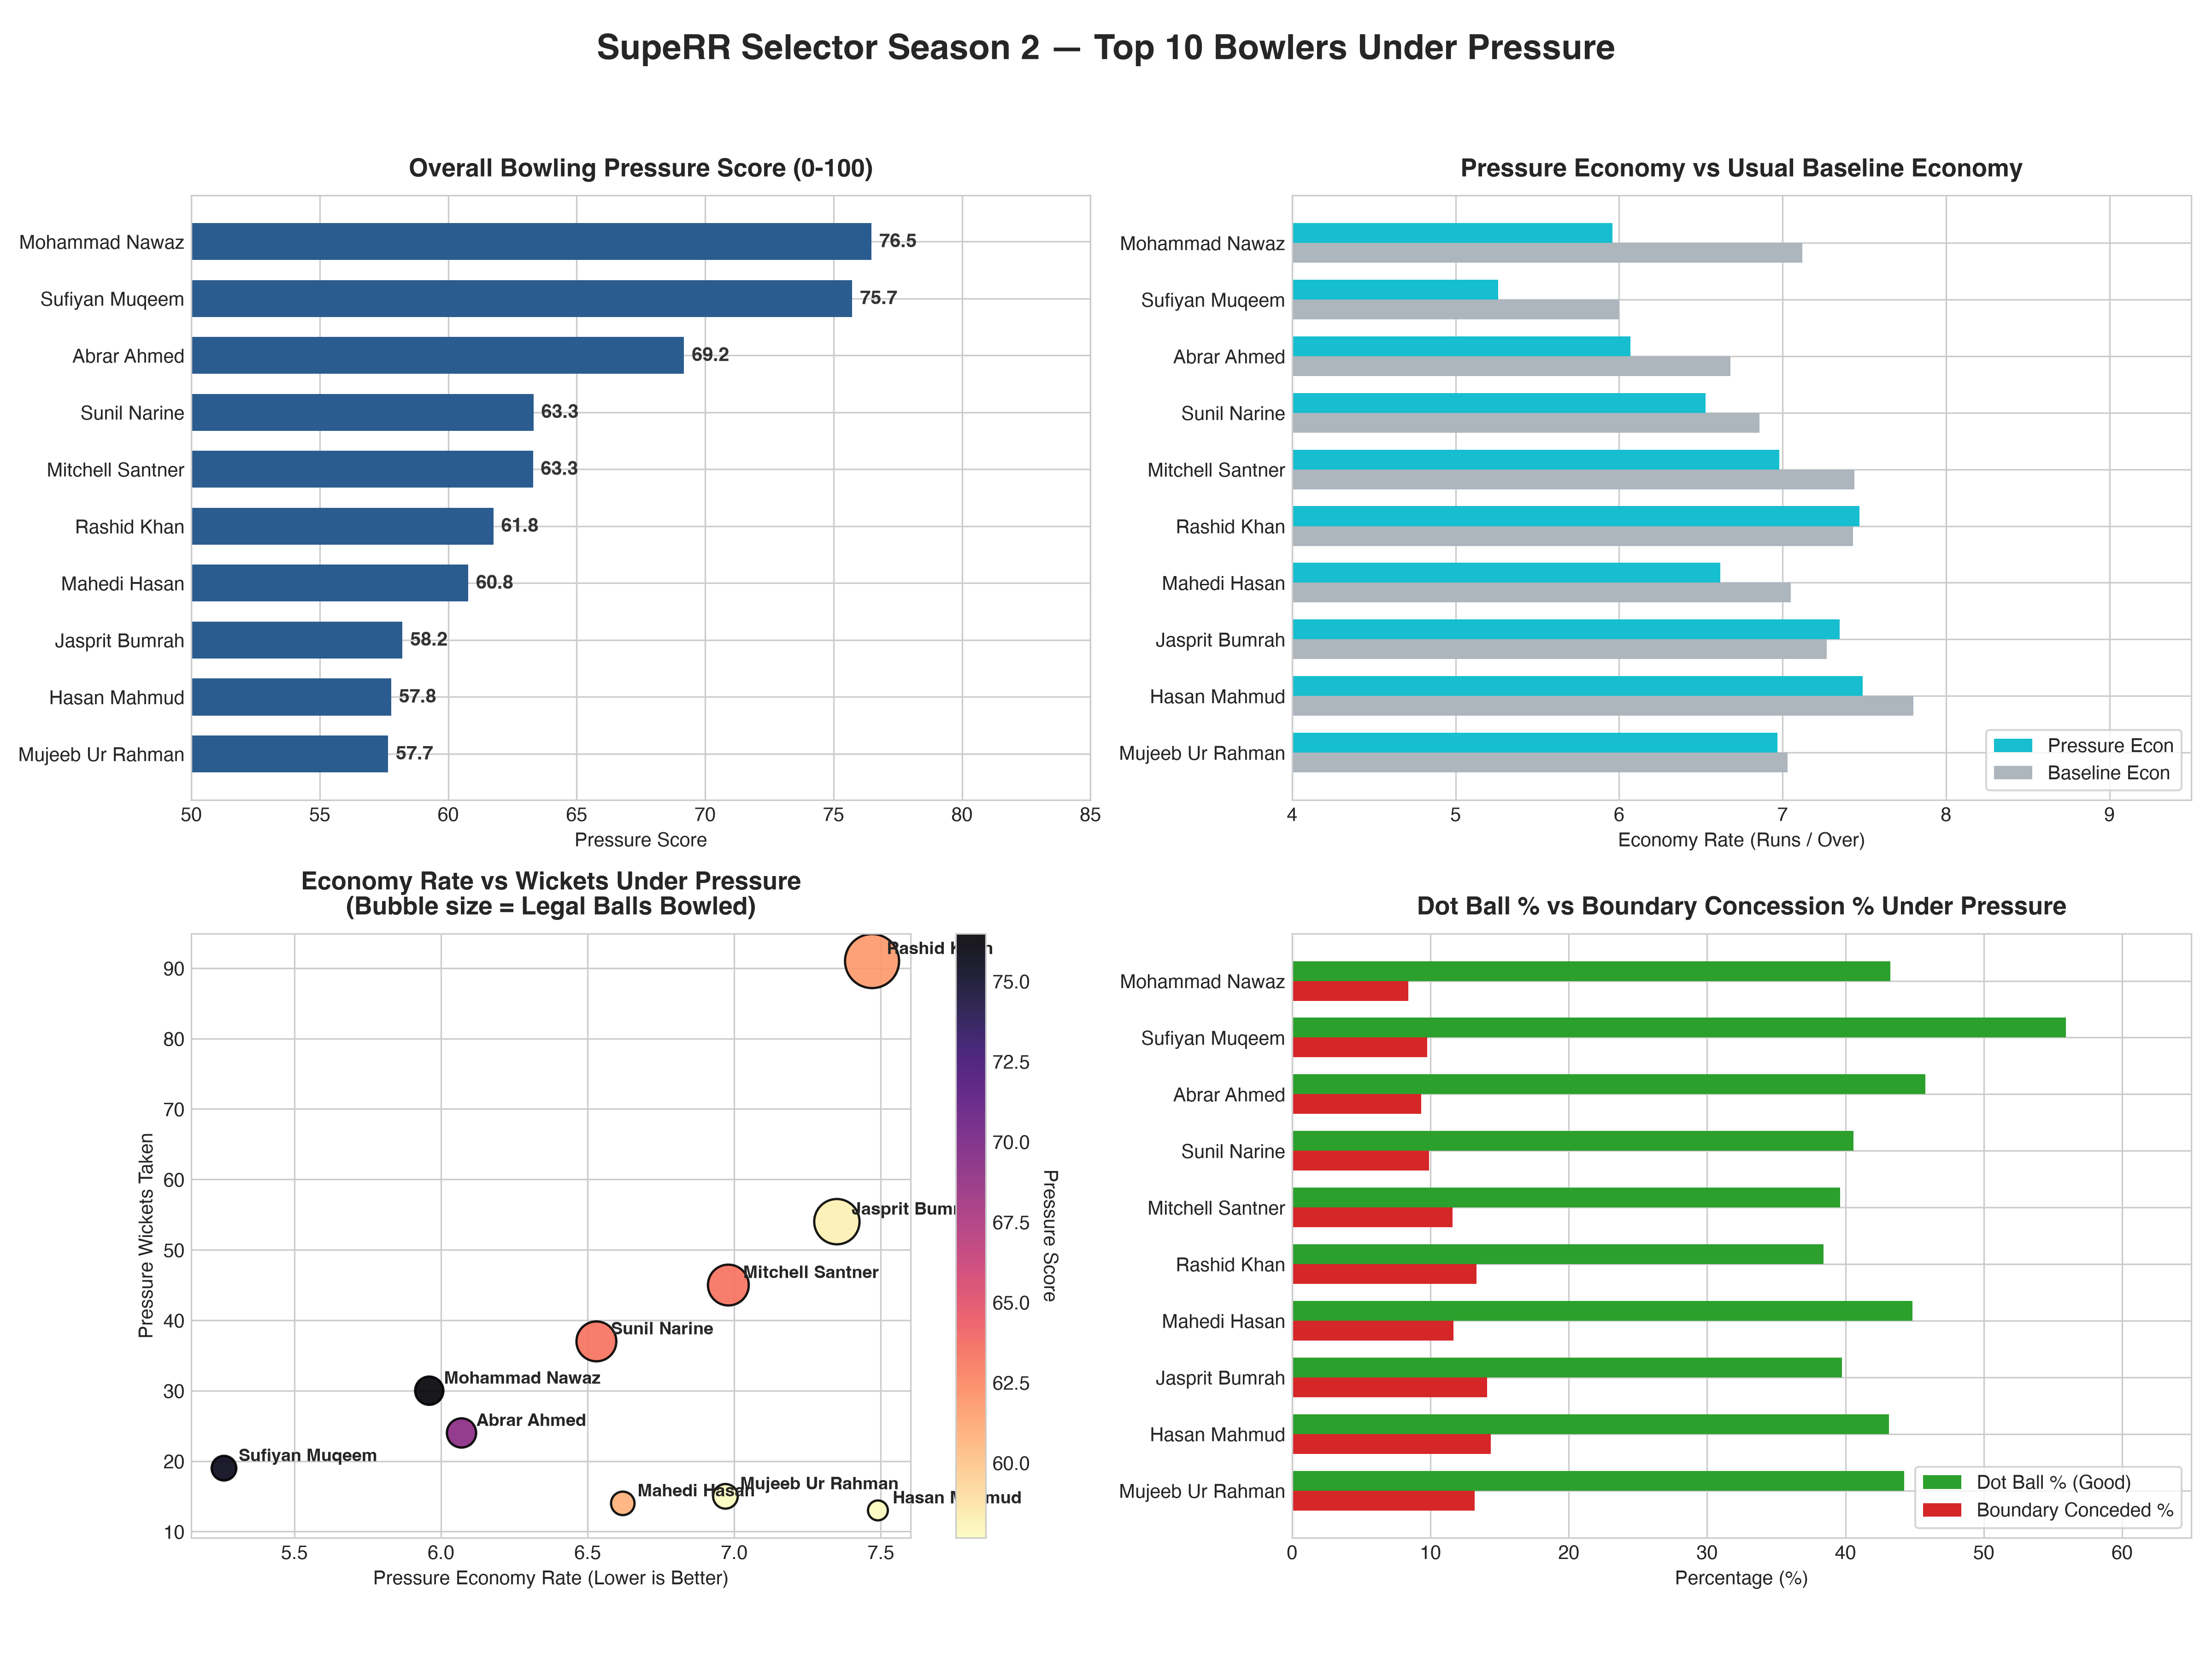 SupeRR Selector Season 2 — Top 10 Bowlers Under Pressure
Overall Bowling Pressure Score (0-100)
Mohammad Nawaz
76.5
Sufiyan Muqeem
75.7
Abrar Ahmed
69.2
Sunil Narine
63.3
Mitchell Santner
63.3
Rashid Khan
61.8
Mahedi Hasan
60.8
Jasprit Bumrah
58.2
Hasan Mahmud
57.8
Mujeeb Ur Rahman
57.7
50 55 60 65 70 75 80 85
Pressure Score
Pressure Economy vs Usual Baseline Economy
Mohammad Nawaz
Sufiyan Muqeem
Abrar Ahmed
Sunil Narine
Mitchell Santner
Rashid Khan
Mahedi Hasan
Jasprit Bumrah
Hasan Mahmud
Mujeeb Ur Rahman
Pressure Econ
Baseline Econ
4 5 6 7 8 9
Economy Rate (Runs / Over)
Economy Rate vs Wickets Under Pressure
(Bubble size = Legal Balls Bowled)
Pressure Wickets Taken
90
80
70
60
50
40
30
20
10
Rashid
Jasprit
Mitchell Santner
Sunil Narine
Mohammad Nawaz
Abrar Ahmed
Sufiyan Muqeem
Mahedi Hasan
Mujeeb Ur Rahman
Hasan
5.5 6.0 6.5 7.0 7.5
Pressure Economy Rate (Lower is Better)
75.0
72.5
70.0
67.5
65.0
62.5
60.0
Pressure Score
Dot Ball % vs Boundary Concession % Under Pressure
Mohammad Nawaz
Sufiyan Muqeem
Abrar Ahmed
Sunil Narine
Mitchell Santner
Rashid Khan
Mahedi Hasan
Jasprit Bumrah
Hasan Mahmud
Mujeeb Ur Rahman
Dot Ball % (Good)
Boundary Conceded %
0 10 20 30 40 50 60
Percentage (%)